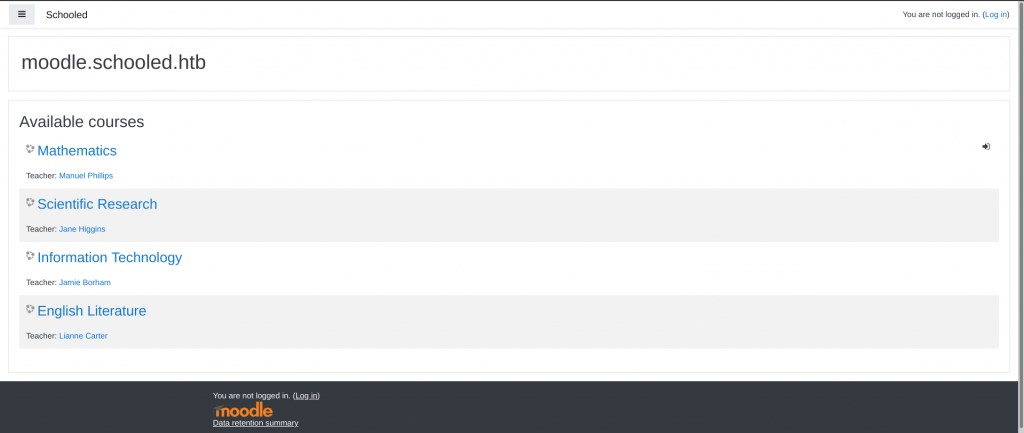 Schooled
You are not logged in. (Log in)
moodle.schooled.htb
Available courses
Mathematics
Teacher: Manuel Phillips
Scientific Research
Teacher: Jane Higgins
Information Technology
Teacher: Jamie Borham
English Literature
Teacher: Lianne Carter
You are not logged in. (Log in)
moodle
Data retention summary